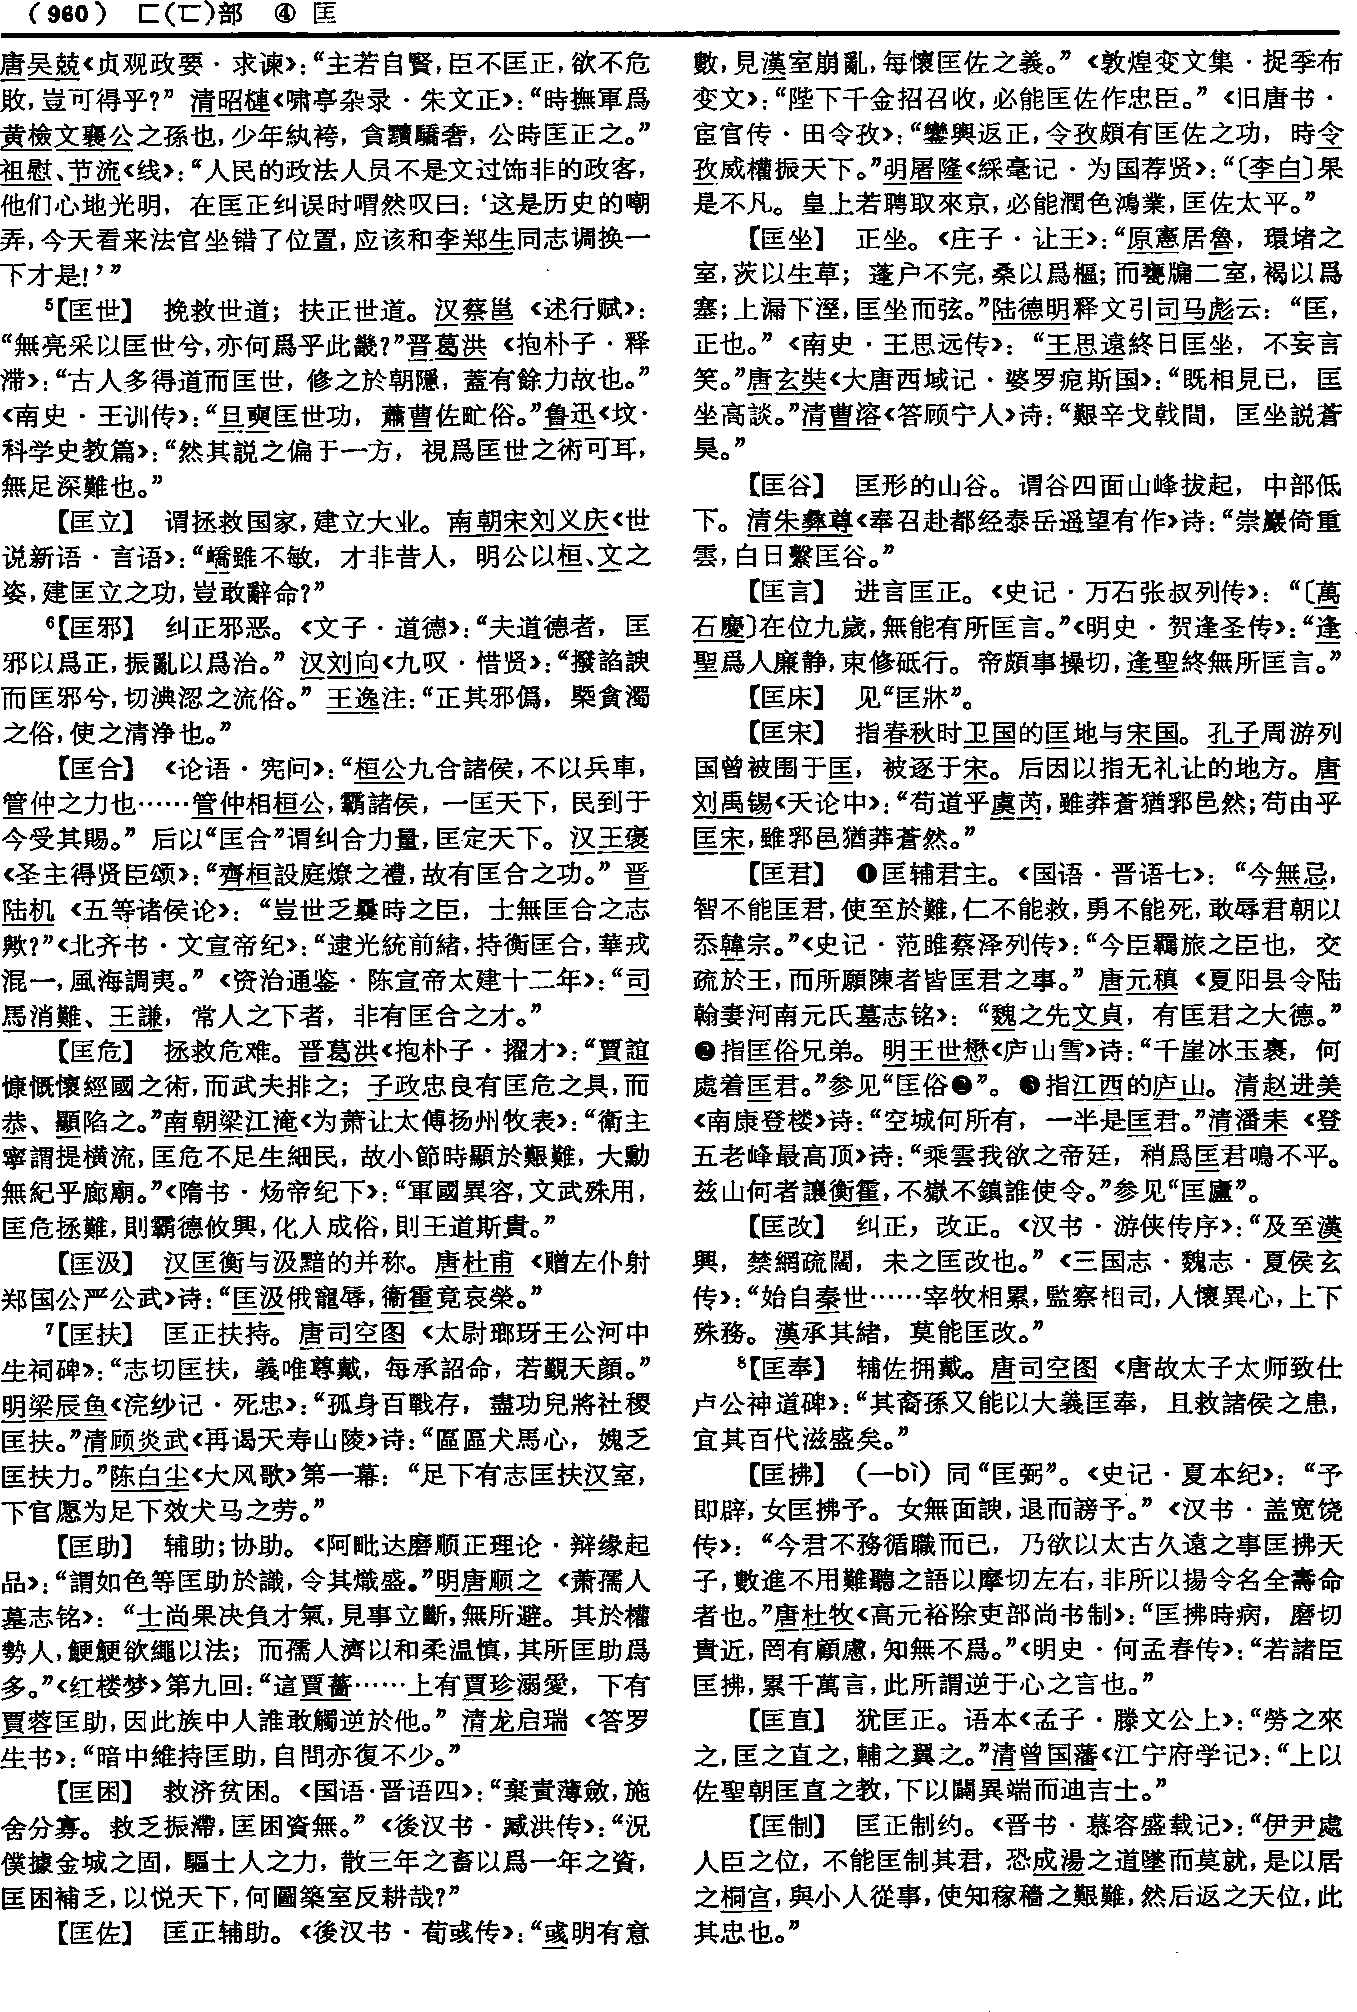 （960） 匚(匸)部 ④ 匡
唐吴兢《贞观政要·求谏》：“主若自賢，臣不匡正，欲不危
敗，豈可得乎？” 清昭槤《啸亭杂录·朱文正》：“時撫軍爲
黄檢文襄公之孫也，少年紈袴，貪黷驕奢，公時匡正之。”
祖慰、节流《线》：“人民的政法人员不是文过饰非的政客，
他们心地光明，在匡正纠误时喟然叹曰：‘这是历史的嘲
弄，今天看来法官坐错了位置，应该和李郑生同志调换一
下才是！’”
5【匡世】 挽救世道；扶正世道。汉蔡邕《述行赋》：
“無亮采以匡世兮，亦何爲乎此畿？”晋葛洪《抱朴子·释
滞》：“古人多得道而匡世，修之於朝隱，蓋有餘力故也。”
《南史·王训传》：“旦奭匡世功，蕭曹佐甿俗。”鲁迅《坟·
科学史教篇》：“然其説之偏于一方，視爲匡世之術可耳，
無足深難也。”
【匡立】 谓拯救国家，建立大业。南朝宋刘义庆《世
说新语·言语》：“嶠雖不敏，才非昔人，明公以桓、文之
姿，建匡立之功，豈敢辭命？”
6【匡邪】 纠正邪恶。《文子·道德》：“夫道德者，匡
邪以爲正，振亂以爲治。” 汉刘向《九叹·惜贤》：“撥諂諛
而匡邪兮，切淟涊之流俗。” 王逸注：“正其邪僞，槩貪濁
之俗，使之清浄也。”
【匡合】 《论语·宪问》：“桓公九合諸侯，不以兵車，
管仲之力也……管仲相桓公，霸諸侯，一匡天下，民到于
今受其賜。” 后以“匡合”谓纠合力量，匡定天下。汉王褒
《圣主得贤臣颂》：“齊桓設庭燎之禮，故有匡合之功。” 晋
陆机《五等诸侯论》：“豈世乏曩時之臣，士無匡合之志
歟？”《北齐书·文宣帝纪》：“逮光統前緒，持衡匡合，華戎
混一，風海調夷。” 《资治通鉴·陈宣帝太建十二年》：“司
馬消難、王謙，常人之下者，非有匡合之才。”
【匡危】 拯救危难。晋葛洪《抱朴子·擢才》：“賈誼
慷慨懷經國之術，而武夫排之；子政忠良有匡危之具，而
恭、顯陷之。”南朝梁江淹《为萧让太傅扬州牧表》：“衛主
寧謂提横流，匡危不足生細民，故小節時顯於艱難，大勳
無紀乎廊廟。”《隋书·炀帝纪下》：“軍國異容，文武殊用，
匡危拯難，則霸德攸興，化人成俗，則王道斯貴。”
【匡汲】 汉匡衡与汲黯的并称。唐杜甫《赠左仆射
郑国公严公武》诗：“匡汲俄寵辱，衛霍竟哀榮。”
7【匡扶】 匡正扶持。唐司空图《太尉瑯玡王公河中
生祠碑》：“志切匡扶，義唯尊戴，每承詔命，若觀天顔。”
明梁辰鱼《浣纱记·死忠》：“孤身百戰存，盡功兒將社稷
匡扶。”清顾炎武《再谒天寿山陵》诗：“區區犬馬心，媿乏
匡扶力。”陈白尘《大风歌》第一幕：“足下有志匡扶汉室，
下官愿为足下效犬马之劳。”
【匡助】 辅助；协助。《阿毗达磨顺正理论·辩缘起
品》：“謂如色等匡助於識，令其熾盛。”明唐顺之《萧孺人
墓志铭》：“士尚果决負才氣，見事立斷，無所避。其於權
勢人，鯁鯁欲繩以法；而孺人濟以和柔温慎，其所匡助爲
多。”《红楼梦》第九回：“這賈薔……上有賈珍溺愛，下有
賈蓉匡助，因此族中人誰敢觸逆於他。” 清龙启瑞《答罗
生书》：“暗中維持匡助，自問亦復不少。”
【匡困】 救济贫困。《国语·晋语四》：“棄責薄斂，施
舍分寡。救乏振滯，匡困資無。” 《後汉书·臧洪传》：“況
僕據金城之固，驅士人之力，散三年之畜以爲一年之資，
匡困補乏，以悦天下，何圖築室反耕哉？”
【匡佐】 匡正辅助。《後汉书·荀彧传》：“彧明有意
數，見漢室崩亂，每懷匡佐之義。” 《敦煌变文集·捉季布
变文》：“陛下千金招召收，必能匡佐作忠臣。” 《旧唐书·
宦官传·田令孜》：“鑾輿返正，令孜頗有匡佐之功，時令
孜威權振天下。”明屠隆《綵毫记·为国荐贤》：“〔李白〕果
是不凡。皇上若聘取來京，必能潤色鴻業，匡佐太平。”
【匡坐】 正坐。《庄子·让王》：“原憲居魯，環堵之
室，茨以生草；蓬户不完，桑以爲樞；而甕牖二室，褐以爲
塞；上漏下溼，匡坐而弦。”陆德明释文引司马彪云：“匡，
正也。” 《南史·王思远传》：“王思遠終日匡坐，不妄言
笑。”唐玄奘《大唐西域记·婆罗痆斯国》：“既相見已，匡
坐高談。”清曹溶《答顾宁人》诗：“艱辛戈戟間，匡坐説蒼
昊。”
【匡谷】 匡形的山谷。谓谷四面山峰拔起，中部低
下。清朱彝尊《奉召赴都经泰岳遥望有作》诗：“崇巖倚重
雲，白日繫匡谷。”
【匡言】 进言匡正。《史记·万石张叔列传》：“〔萬
石慶〕在位九歲，無能有所匡言。”《明史·贺逢圣传》：“逢
聖爲人廉静，束修砥行。帝頗事操切，逢聖終無所匡言。”
【匡床】 见“匡牀”。
【匡宋】 指春秋时卫国的匡地与宋国。孔子周游列
国曾被围于匡，被逐于宋。后因以指无礼让的地方。唐
刘禹锡《天论中》：“苟道乎虞芮，雖莽蒼猶郛邑然；苟由乎
匡宋，雖郛邑猶莽蒼然。”
【匡君】 ❶匡辅君主。《国语·晋语七》：“今無忌，
智不能匡君，使至於難，仁不能救，勇不能死，敢辱君朝以
忝韓宗。”《史记·范雎蔡泽列传》：“今臣羈旅之臣也，交
疏於王，而所願陳者皆匡君之事。” 唐元稹《夏阳县令陆
翰妻河南元氏墓志铭》：“魏之先文貞，有匡君之大德。”
❷指匡俗兄弟。明王世懋《庐山雪》诗：“千崖冰玉裹，何
處着匡君。”参见“匡俗❷”。❸指江西的庐山。清赵进美
《南康登楼》诗：“空城何所有，一半是匡君。”清潘耒《登
五老峰最高顶》诗：“乘雲我欲之帝廷，稍爲匡君鳴不平。
兹山何者讓衡霍，不嶽不鎮誰使令。”参见“匡廬”。
【匡改】 纠正，改正。《汉书·游侠传序》：“及至漢
興，禁網疏闊，未之匡改也。” 《三国志·魏志·夏侯玄
传》：“始自秦世……宰牧相累，監察相司，人懷異心，上下
殊務。漢承其緒，莫能匡改。”
8【匡奉】 辅佐拥戴。唐司空图《唐故太子太师致仕
卢公神道碑》：“其裔孫又能以大義匡奉，且救諸侯之患，
宜其百代滋盛矣。”
【匡拂】 （—bì）同“匡弼”。《史记·夏本纪》：“予
即辟，女匡拂予。女無面諛，退而謗予。” 《汉书·盖宽饶
传》：“今君不務循職而已，乃欲以太古久遠之事匡拂天
子，數進不用難聽之語以摩切左右，非所以揚令名全壽命
者也。”唐杜牧《高元裕除吏部尚书制》：“匡拂時病，磨切
貴近，罔有顧慮，知無不爲。”《明史·何孟春传》：“若諸臣
匡拂，累千萬言，此所謂逆于心之言也。”
【匡直】 犹匡正。语本《孟子·滕文公上》：“勞之來
之，匡之直之，輔之翼之。”清曾国藩《江宁府学记》：“上以
佐聖朝匡直之教，下以闢異端而迪吉士。”
【匡制】 匡正制约。《晋书·慕容盛载记》：“伊尹處
人臣之位，不能匡制其君，恐成湯之道墜而莫就，是以居
之桐宫，與小人從事，使知稼穡之艱難，然后返之天位，此
其忠也。”